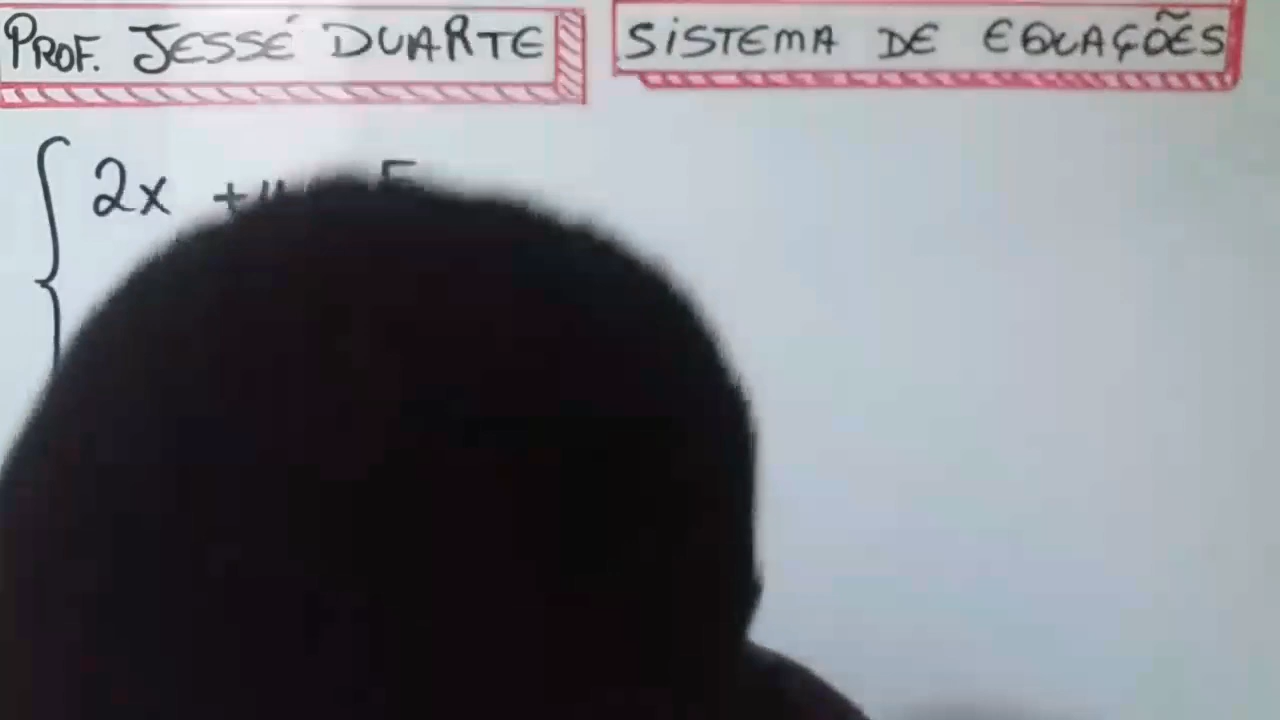 PROF. JESSÉ DUARTE
SISTEMA DE EQUAÇÕES
2x +